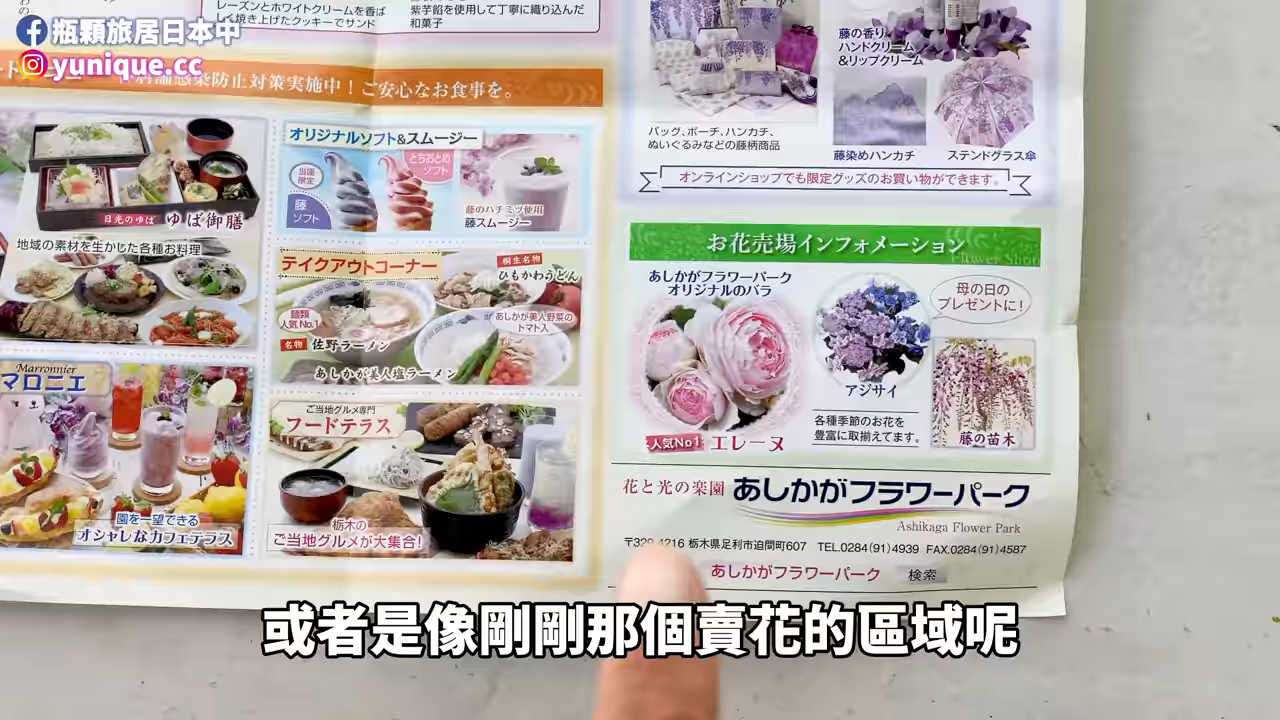 瓶顆旅居日本中
yunique.cc
レーズンとホワイトクリームを香ば
しく焼き上げたクッキーでサンド
紫芋餡を使用して丁寧に織り込んだ
和菓子
店舗感染防止対策実施中！ご安心なお食事を。
日光のゆば ゆば御膳
地域の素材を生かした各種お料理
Marronnier
マロニエ
園を一望できる
オシャレなカフェテラス
オリジナルソフト&スムージー
当園
限定
藤
ソフト
とちおとめ
ソフト
藤のハチミツ使用
藤スムージー
テイクアウトコーナー
桐生名物
ひもかわうどん
麺類
人気No.1
名物 佐野ラーメン
あしかが美人野菜の
トマト入
あしかが美人塩ラーメン
ご当地グルメ専門
フードテラス
栃木の
ご当地グルメが大集合！
バッグ、ポーチ、ハンカチ、
ぬいぐるみなどの藤柄商品
藤の香り
ハンドクリーム
&リップクリーム
藤染めハンカチ
ステンドグラス傘
オンラインショップでも限定グッズのお買い物ができます。
お花売場インフォメーション
Flower Shop
あしかがフラワーパーク
オリジナルのバラ
人気No1 エレーヌ
アジサイ
母の日の
プレゼントに！
各種季節のお花を
豊富に取揃えてます。
藤の苗木
花と光の楽園 あしかがフラワーパーク
Ashikaga Flower Park
〒329-4216 栃木県足利市迫間町607 TEL.0284(91)4939 FAX.0284(91)4587
あしかがフラワーパーク 検索
或者是像剛剛那個賣花的區域呢